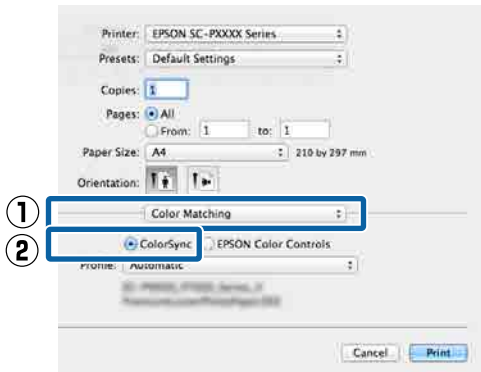 Printer: EPSON SC-PXXXX Series
Presets: Default Settings
Copies: 1
Pages: All
From: 1 to: 1
Paper Size: A4 210 by 297 mm
Orientation:
1 Color Matching
2 ColorSync EPSON Color Controls
Profile: Automatic
Cancel Print